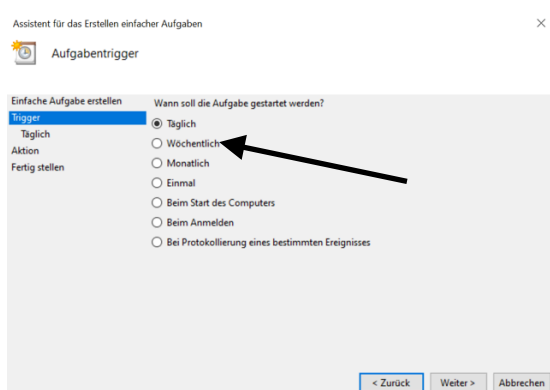 Assistent für das Erstellen einfacher Aufgaben
Aufgabentrigger
Einfache Aufgabe erstellen
Trigger
Täglich
Aktion
Fertig stellen
Wann soll die Aufgabe gestartet werden?
Täglich
Wöchentlich
Monatlich
Einmal
Beim Start des Computers
Beim Anmelden
Bei Protokollierung eines bestimmten Ereignisses
< Zurück
Weiter >
Abbrechen